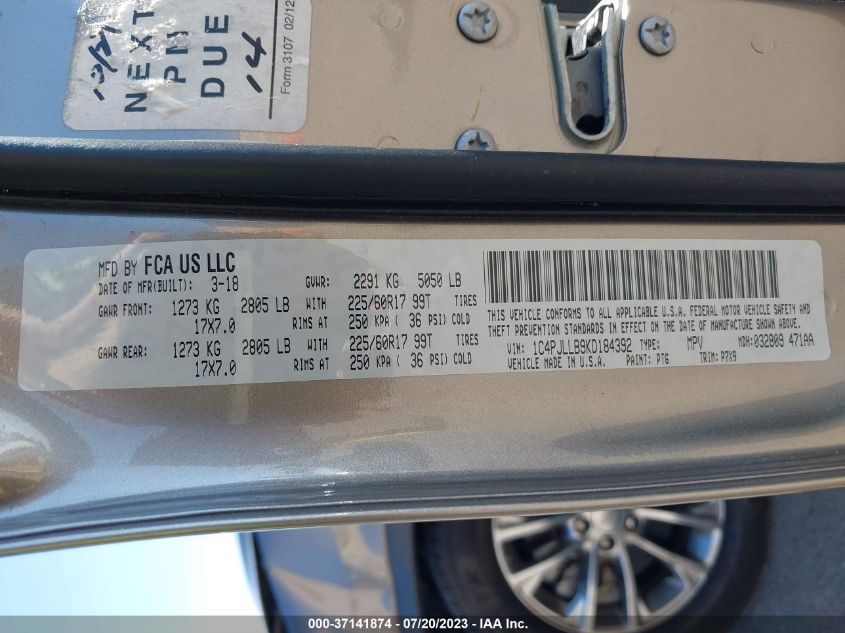 NEXT
PN
DUE
14
Form 3107 02/12
MFD BY FCA US LLC
DATE OF MFR(BUILT): 3-18 GVWR: 2291 KG 5050 LB
GAWR FRONT: 1273 KG 2805 LB WITH 225/60R17 99T TIRES
17X7.0 RIMS AT 250 KPA ( 36 PSI) COLD
GAWR REAR: 1273 KG 2805 LB WITH 225/60R17 99T TIRES
17X7.0 RIMS AT 250 KPA ( 36 PSI) COLD
THIS VEHICLE CONFORMS TO ALL APPLICABLE U.S.A. FEDERAL MOTOR VEHICLE SAFETY AND
THEFT PREVENTION STANDARDS IN EFFECT ON THE DATE OF MANUFACTURE SHOWN ABOVE.
VIN: 1C4PJLLB9KD184392 TYPE: MPV MDH:032809 471AA
VEHICLE MADE IN U.S.A. PAINT: PT6 TRIM: P7X9
000-37141874 / 07/20/2023 - IAA Inc.